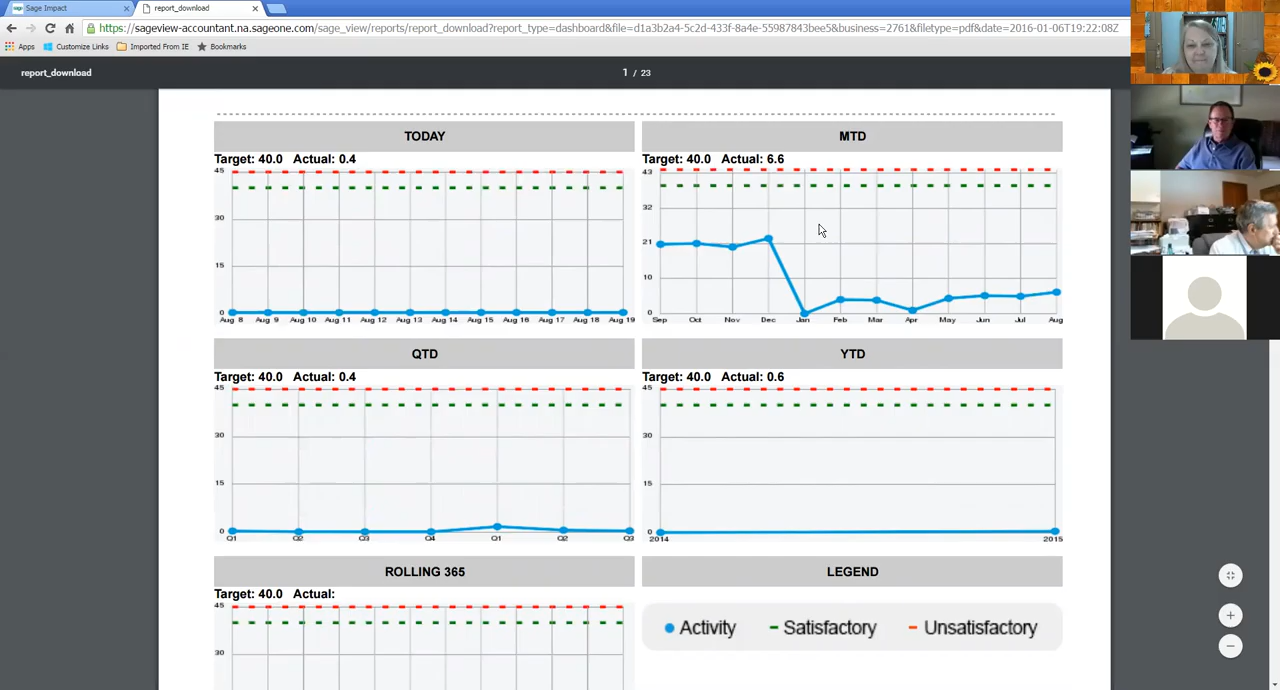 Sage Impact
report_download
https://sageview-accountant.na.sageone.com/sage_view/reports/report_download?report_type=dashboard&file=d1a3b2a4-5c2d-433f-8a4e-55987843bee5&business=2761&filetype=pdf&date=2016-01-06T19:22:08Z
Apps Customize Links Imported From IE Bookmarks
report_download
1 / 23
TODAY
Target: 40.0 Actual: 0.4
45
30
15
0
Aug 8 Aug 9 Aug 10 Aug 11 Aug 12 Aug 13 Aug 14 Aug 15 Aug 16 Aug 17 Aug 18 Aug 19
MTD
Target: 40.0 Actual: 6.6
43
32
21
10
0
Sep Oct Nov Dec Jan Feb Mar Apr May Jun Jul Aug
QTD
Target: 40.0 Actual: 0.4
45
30
15
0
Q1 Q2 Q3 Q4 Q1 Q2 Q3
YTD
Target: 40.0 Actual: 0.6
45
30
15
0
2014 2015
ROLLING 365
Target: 40.0 Actual:
45
30
LEGEND
Activity Satisfactory Unsatisfactory